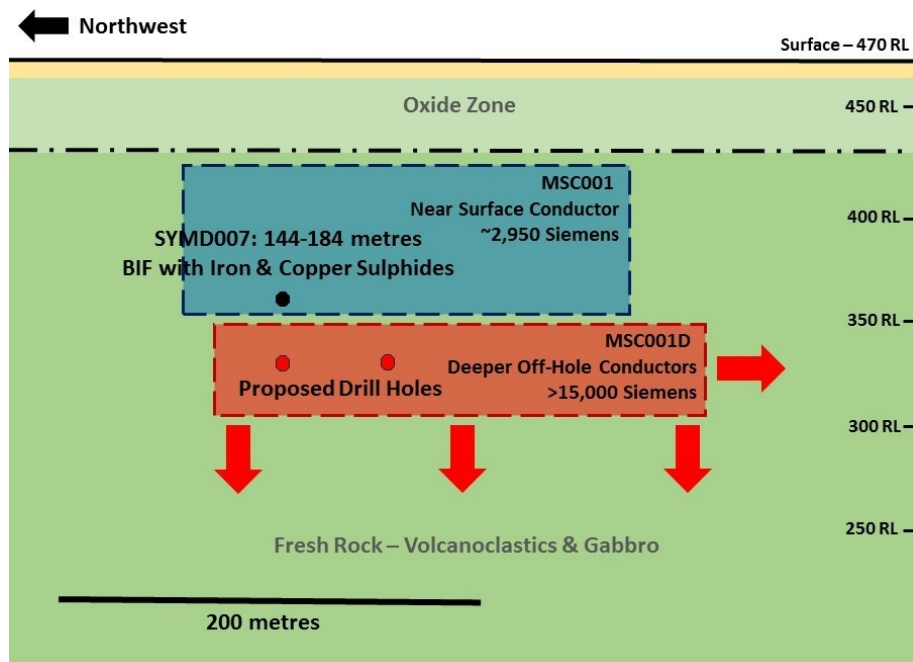 Northwest
Surface – 470 RL
Oxide Zone
450 RL
MSC001
Near Surface Conductor
~2,950 Siemens
400 RL
SYMD007: 144-184 metres
BIF with Iron & Copper Sulphides
350 RL
MSC001D
Deeper Off-Hole Conductors
>15,000 Siemens
Proposed Drill Holes
300 RL
250 RL
Fresh Rock – Volcanoclastics & Gabbro
200 metres